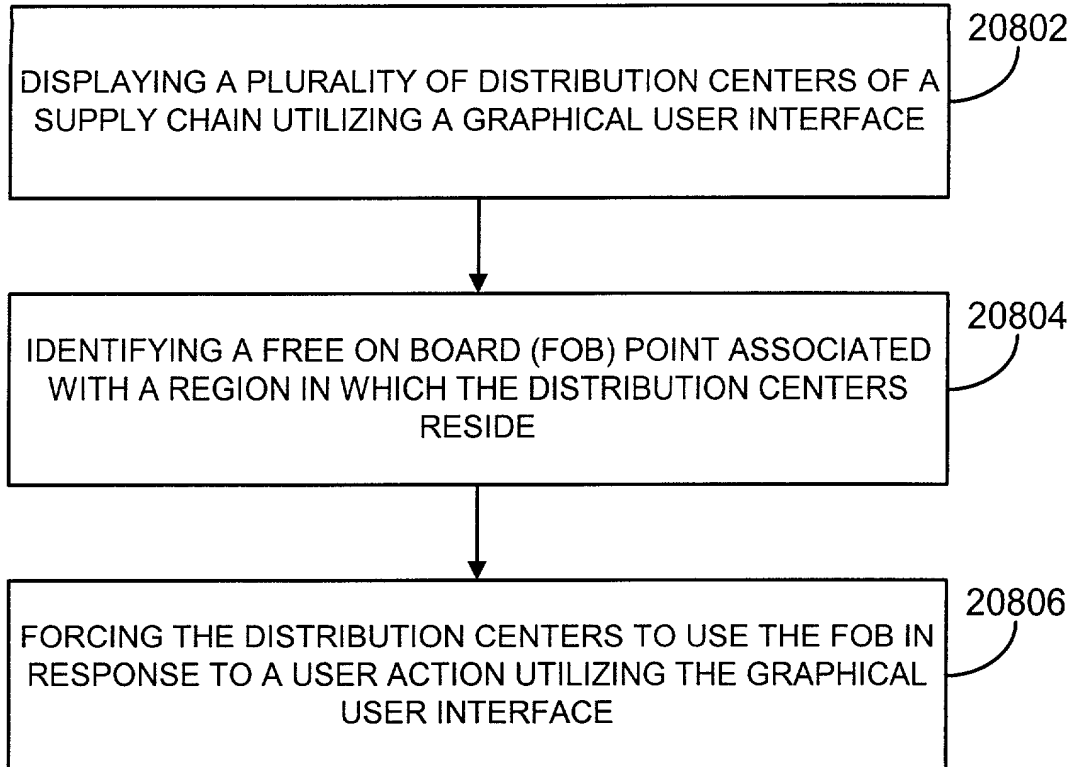 20802
DISPLAYING A PLURALITY OF DISTRIBUTION CENTERS OF A
SUPPLY CHAIN UTILIZING A GRAPHICAL USER INTERFACE
20804
IDENTIFYING A FREE ON BOARD (FOB) POINT ASSOCIATED
WITH A REGION IN WHICH THE DISTRIBUTION CENTERS
RESIDE
20806
FORCING THE DISTRIBUTION CENTERS TO USE THE FOB IN
RESPONSE TO A USER ACTION UTILIZING THE GRAPHICAL
USER INTERFACE